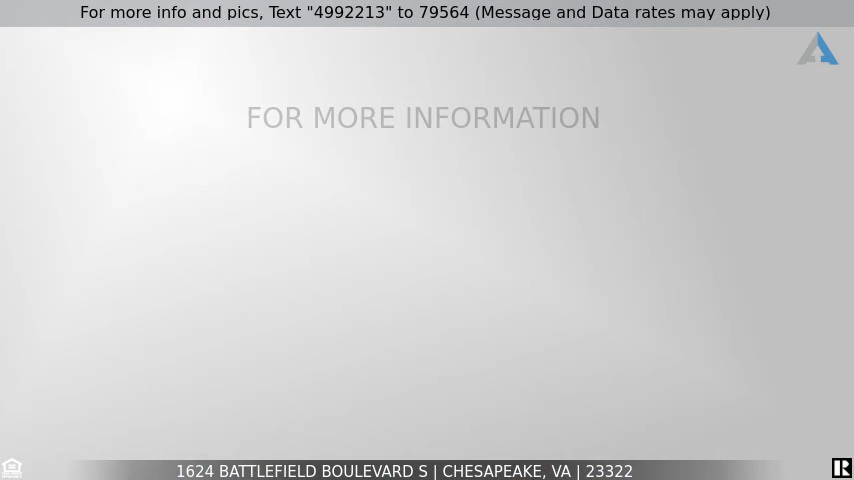 For more info and pics, Text "4992213" to 79564 (Message and Data rates may apply)
FOR MORE INFORMATION
1624 BATTLEFIELD BOULEVARD S | CHESAPEAKE, VA | 23322